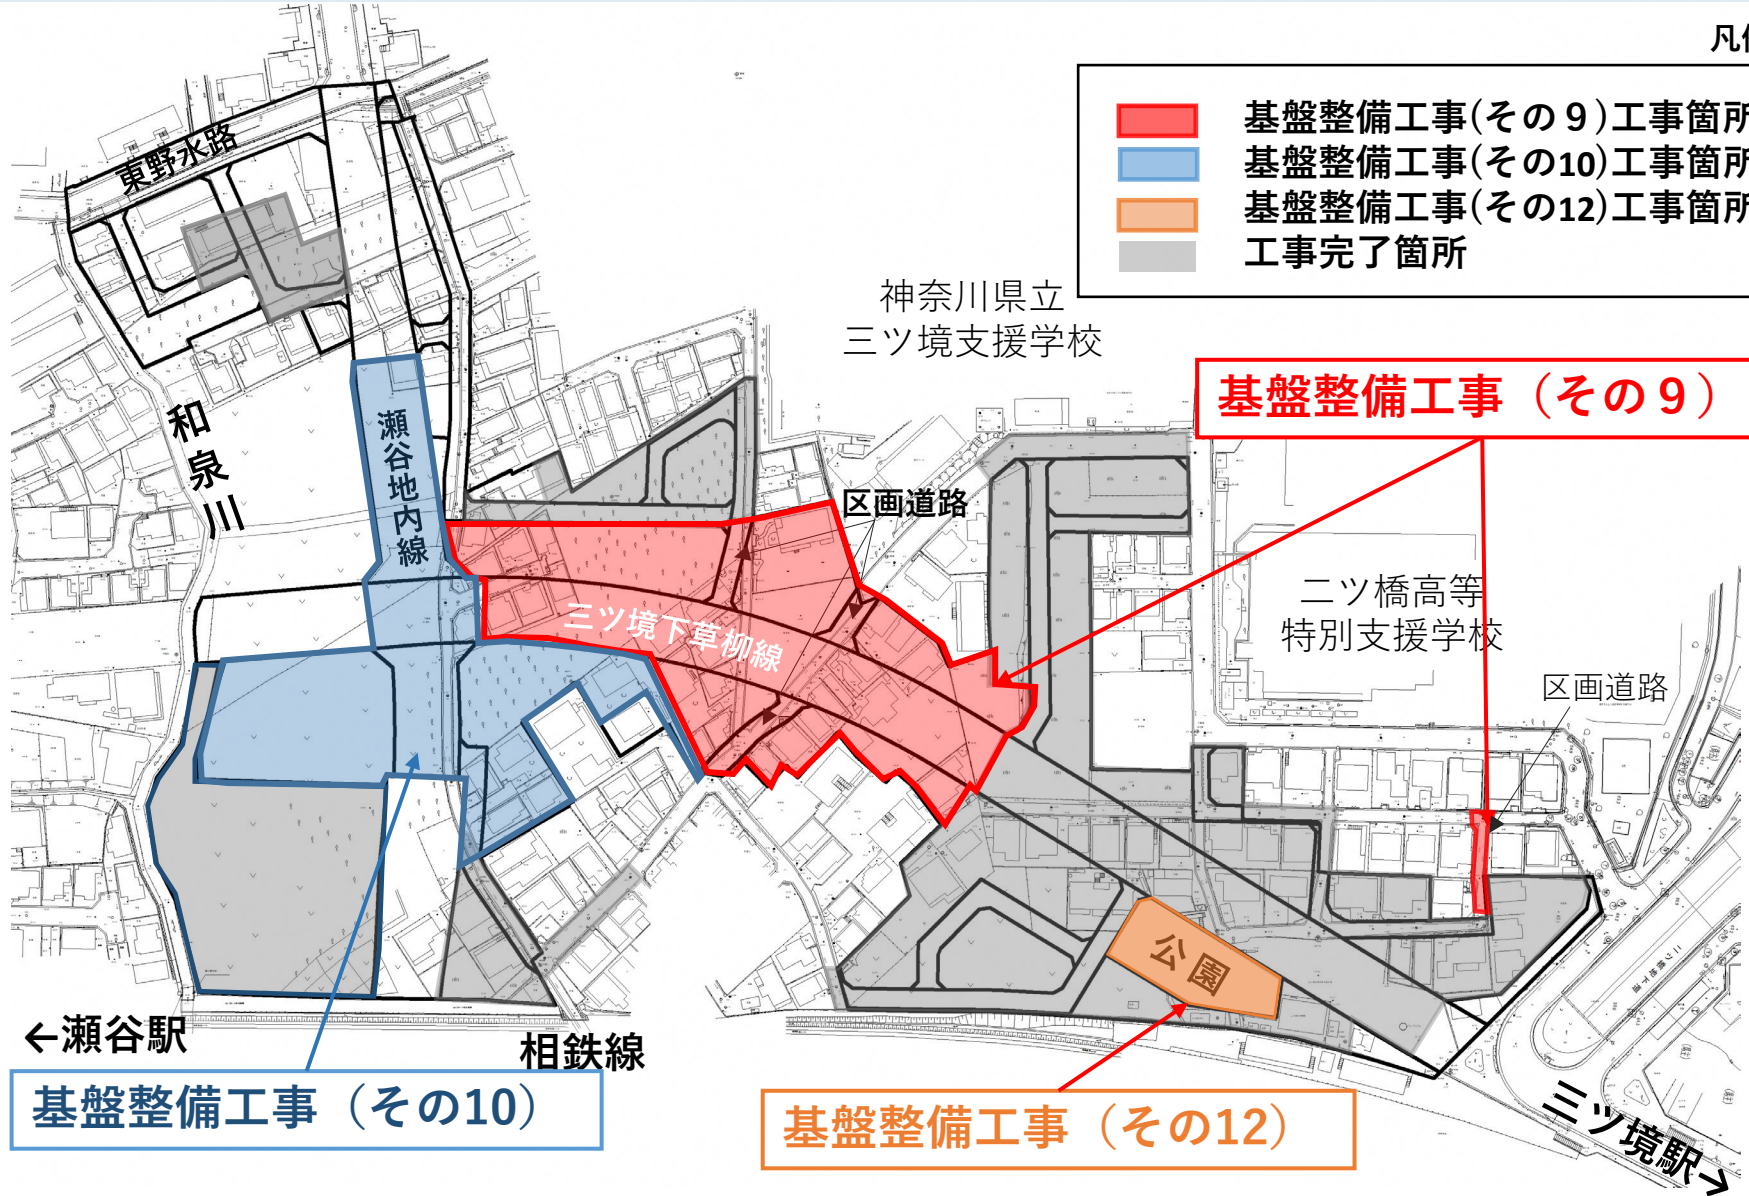 凡
基盤整備工事(その９)工事箇所
基盤整備工事(その10)工事箇所
基盤整備工事(その12)工事箇所
工事完了箇所
東野水路
神奈川県立
三ツ境支援学校
基盤整備工事（その９）
和泉川
瀬谷地内線
区画道路
三ツ境下草柳線
二ツ橋高等
特別支援学校
区画道路
公園
←瀬谷駅
相鉄線
基盤整備工事（その10）
基盤整備工事（その12）
三ツ境駅→